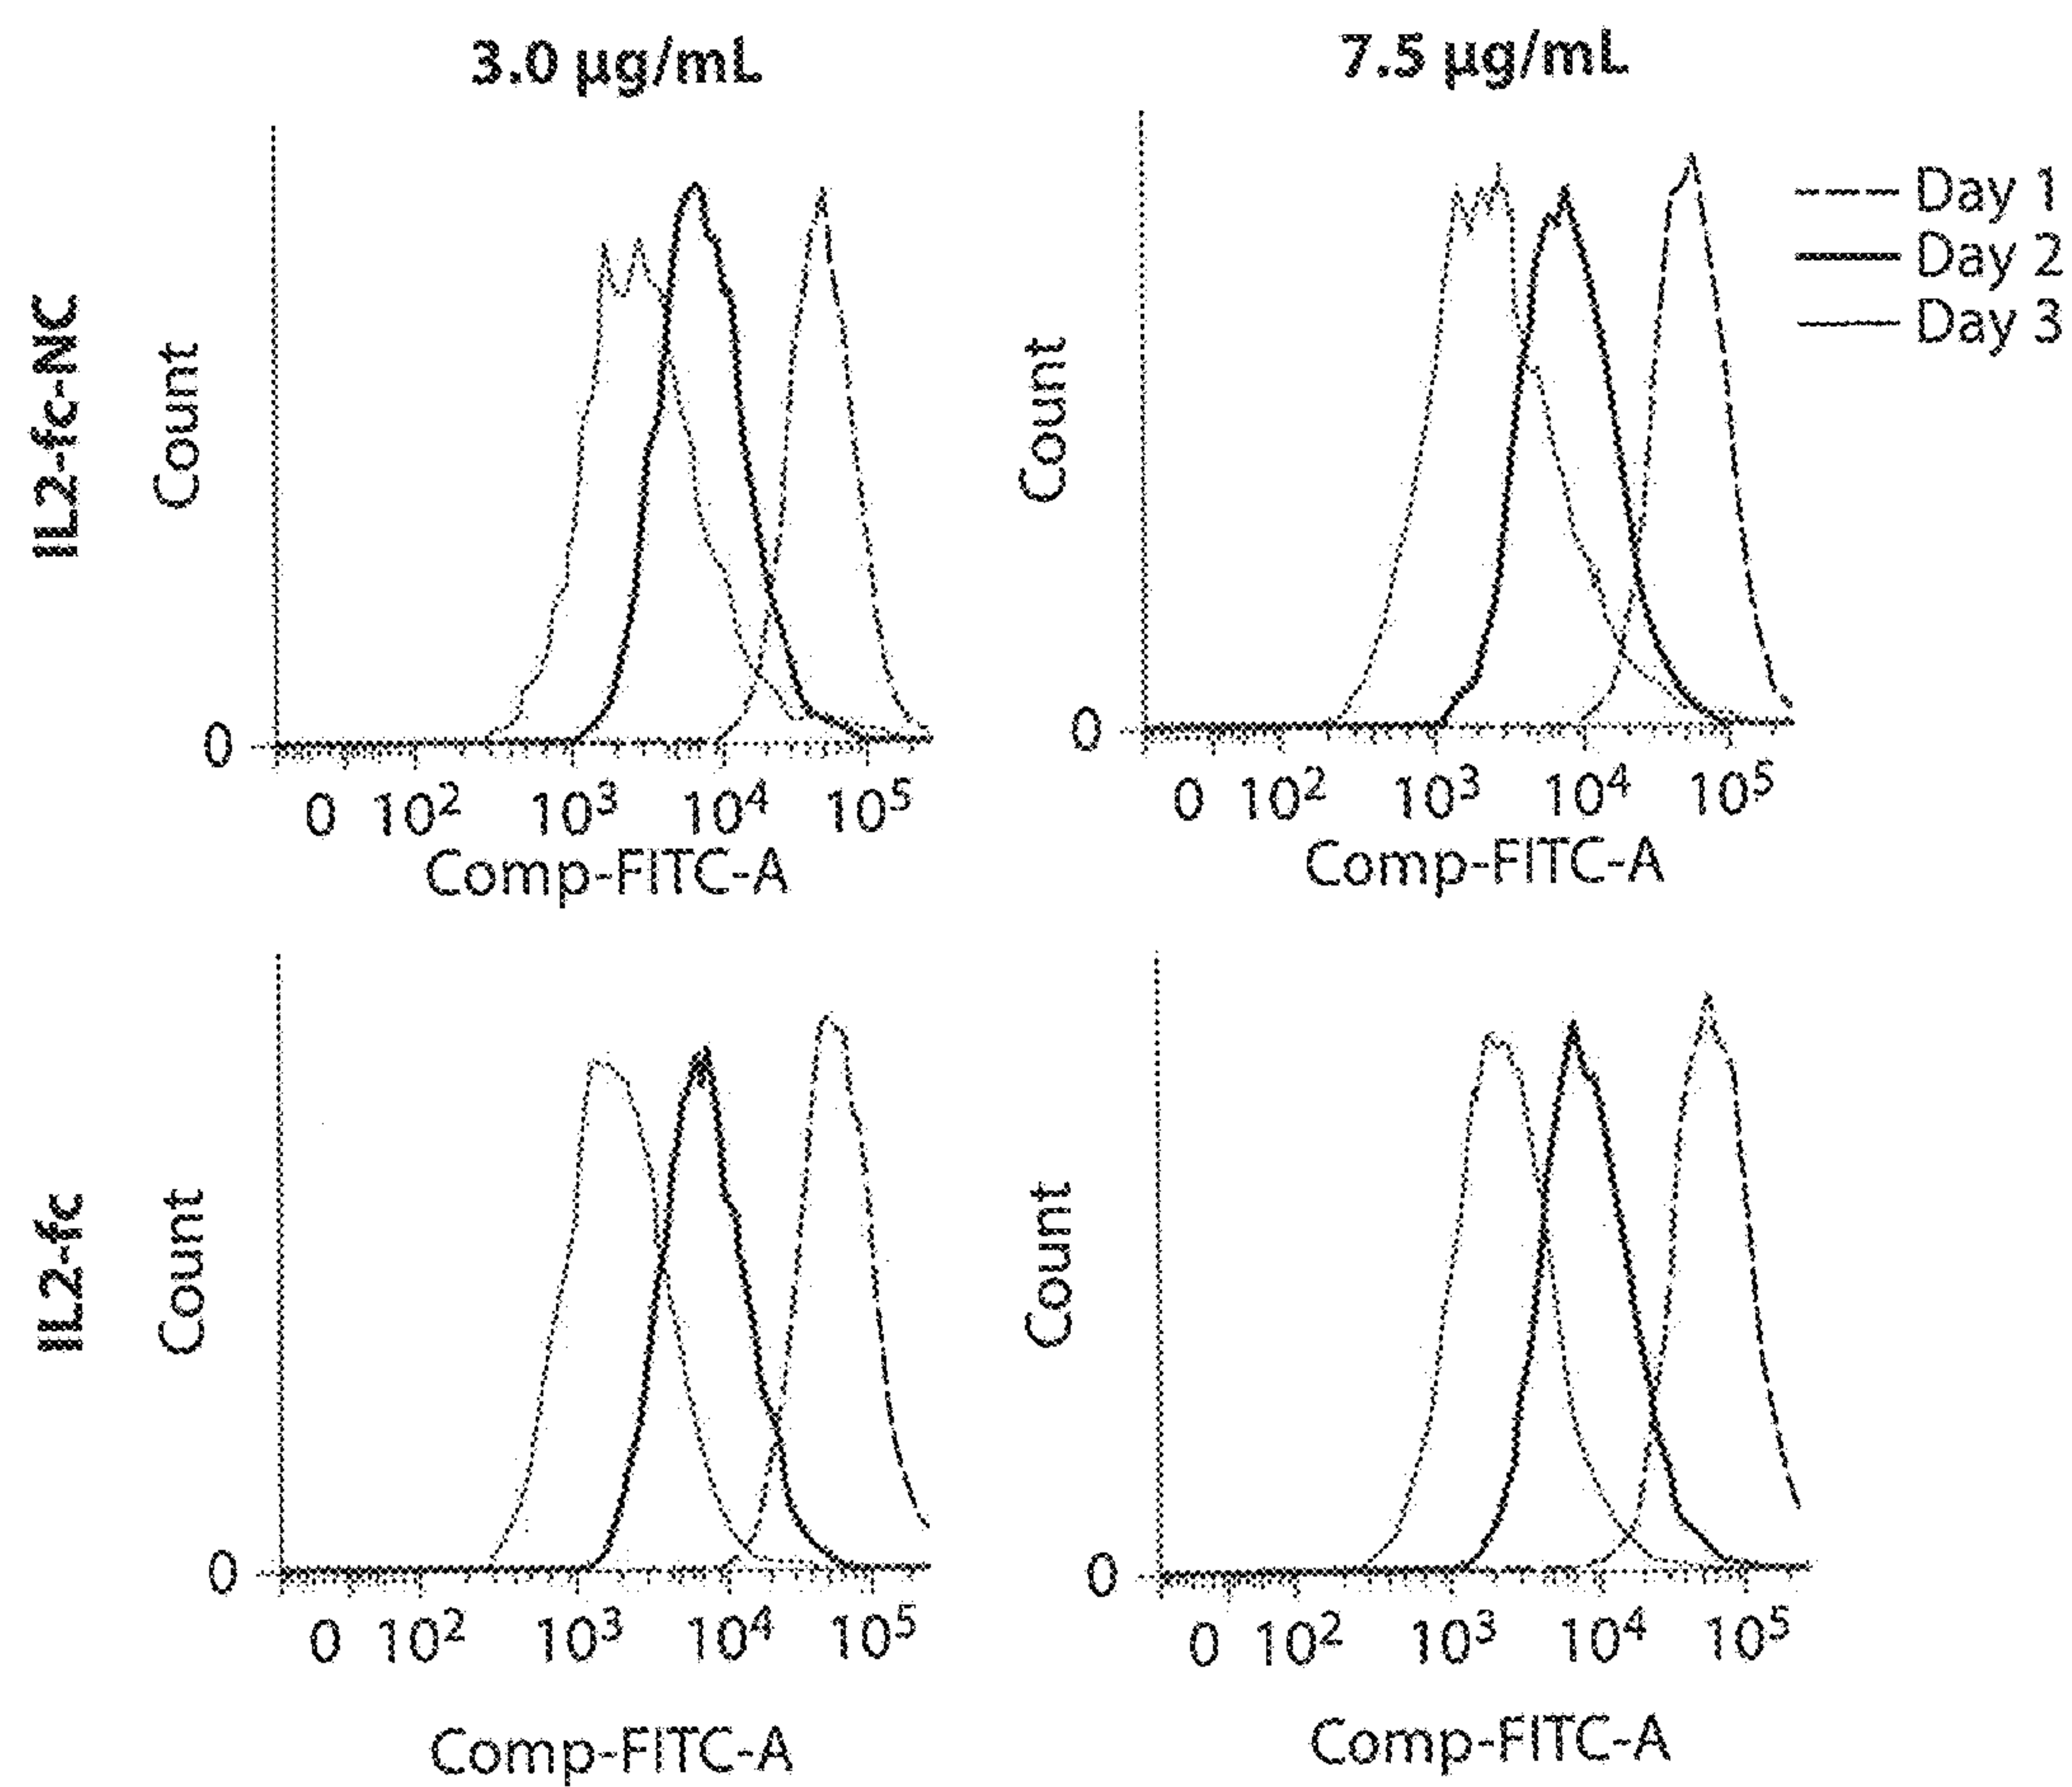 3.0 µg/mL
7.5 µg/mL
Day 1
Day 2
Day 3
IL2-fc-NC
Count
0
0 10² 10³ 10⁴ 10⁵
Comp-FITC-A
Count
0
0 10² 10³ 10⁴ 10⁵
Comp-FITC-A
IL2-fc
Count
0
0 10² 10³ 10⁴ 10⁵
Comp-FITC-A
Count
0
0 10² 10³ 10⁴ 10⁵
Comp-FITC-A